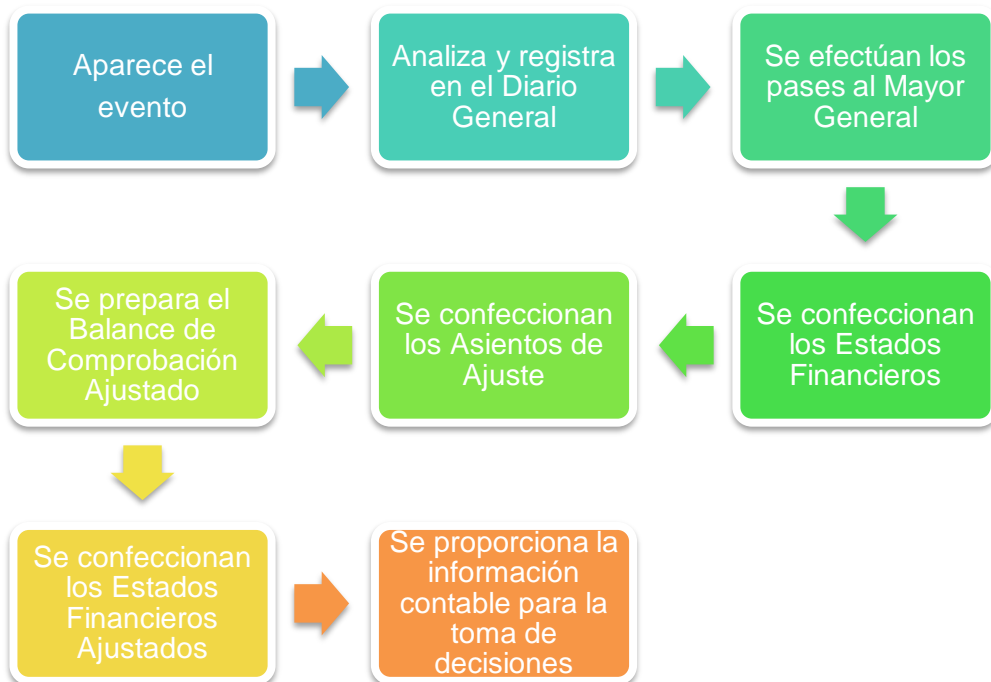 Aparece el
evento
Analiza y registra
en el Diario
General
Se efectúan los
pases al Mayor
General
Se confeccionan
los Estados
Financieros
Se confeccionan
los Asientos de
Ajuste
Se prepara el
Balance de
Comprobación
Ajustado
Se confeccionan
los Estados
Financieros
Ajustados
Se proporciona la
información
contable para la
toma de
decisiones